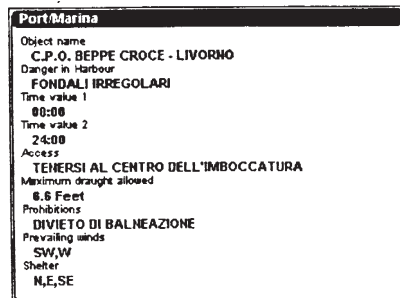 Port/Marina
Object name
C.P.O. BEPPE CROCE - LIVORNO
Danger in Harbour
FONDALI IRREGOLARI
Time value 1
00:00
Time value 2
24:00
Access
TENERSI AL CENTRO DELL'IMBOCCATURA
Maximum draught allowed
6.6 Feet
Prohibitions
DIVIETO DI BALNEAZIONE
Prevailing winds
SW,W
Shelter
N,E,SE